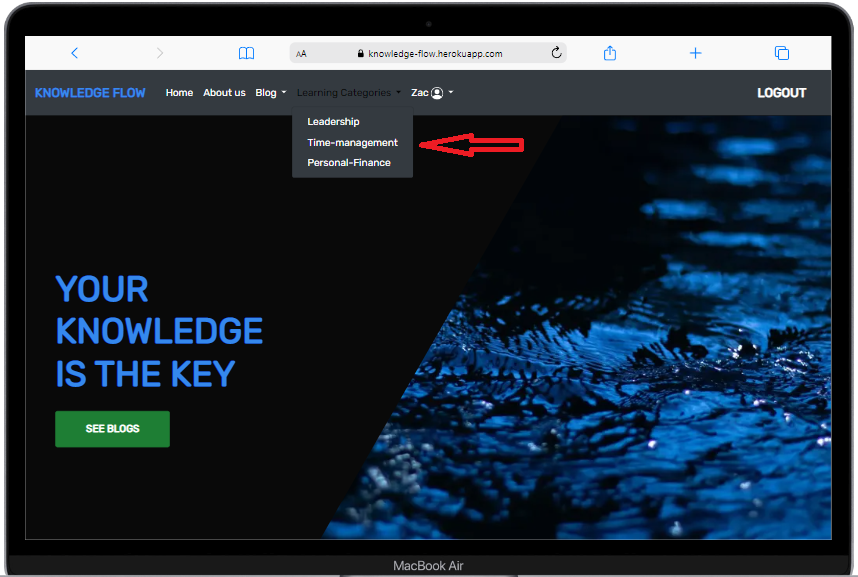 AA knowledge-flow.herokuapp.com
KNOWLEDGE FLOW Home About us Blog Learning Categories Zac LOGOUT
Leadership
Time-management
Personal-Finance
YOUR
KNOWLEDGE
IS THE KEY
SEE BLOGS
MacBook Air